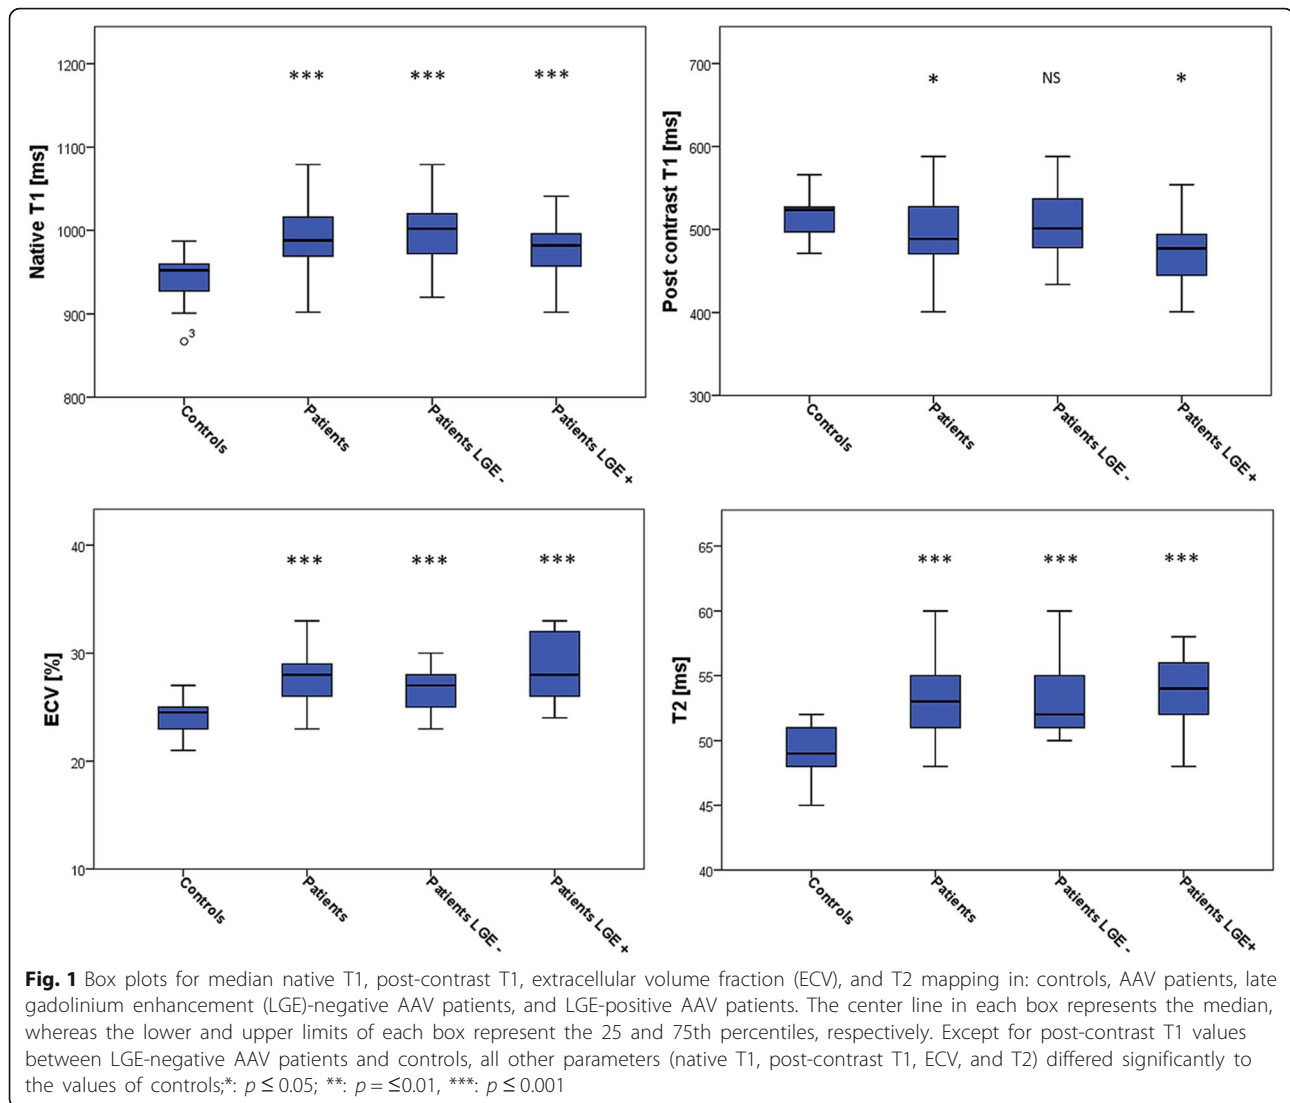 1200
1100
1000
900
800
Native T1 [ms]
***
***
***
3
Controls
Patients
Patients LGE -
Patients LGE +
700
600
500
400
300
Post contrast T1 [ms]
*
NS
*
Controls
Patients
Patients LGE -
Patients LGE +
40
30
20
10
ECV [%]
***
***
***
Controls
Patients
Patients LGE -
Patients LGE +
65
60
55
50
45
40
T2 [ms]
***
***
***
Controls
Patients
Patients LGE -
Patients LGE+
Fig. 1 Box plots for median native T1, post-contrast T1, extracellular volume fraction (ECV), and T2 mapping in: controls, AAV patients, late
gadolinium enhancement (LGE)-negative AAV patients, and LGE-positive AAV patients. The center line in each box represents the median,
whereas the lower and upper limits of each box represent the 25 and 75th percentiles, respectively. Except for post-contrast T1 values
between LGE-negative AAV patients and controls, all other parameters (native T1, post-contrast T1, ECV, and T2) differed significantly to
the values of controls;*: p ≤ 0.05; **: p = ≤0.01, ***: p ≤ 0.001